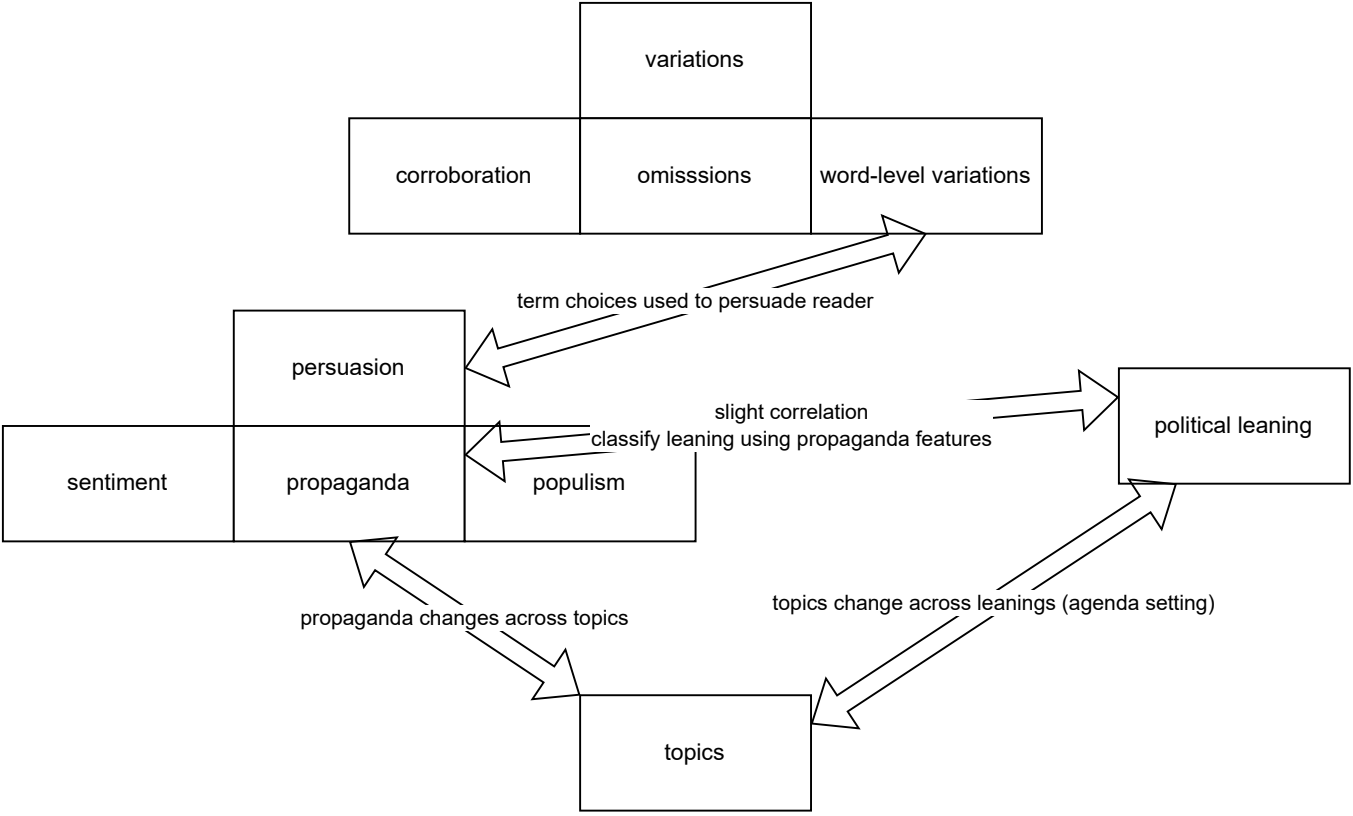 variations
corroboration
omisssions
word-level variations
term choices used to persuade reader
persuasion
slight correlation
classify leaning using propaganda features
political leaning
sentiment
propaganda
populism
propaganda changes across topics
topics change across leanings (agenda setting)
topics